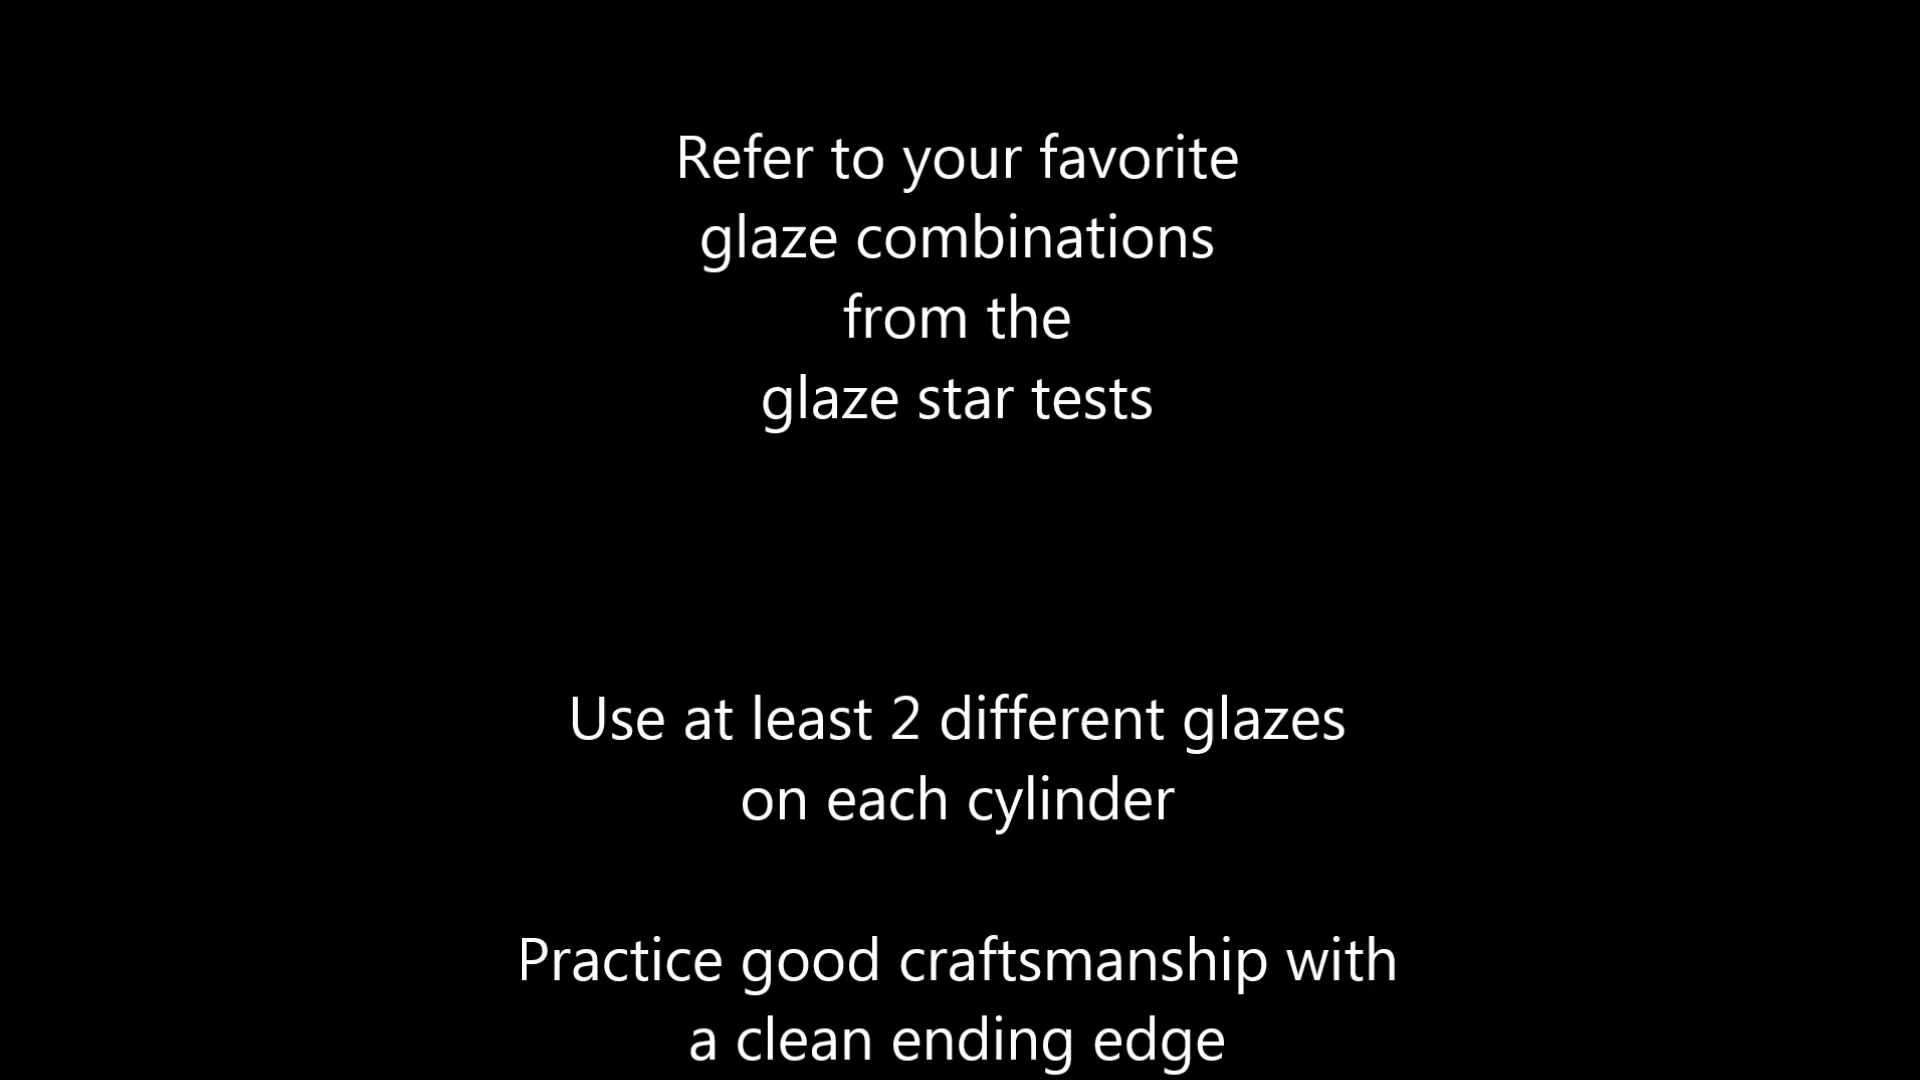 Refer to your favorite
glaze combinations
from the
glaze star tests
Use at least 2 different glazes
on each cylinder
Practice good craftsmanship with
a clean ending edge